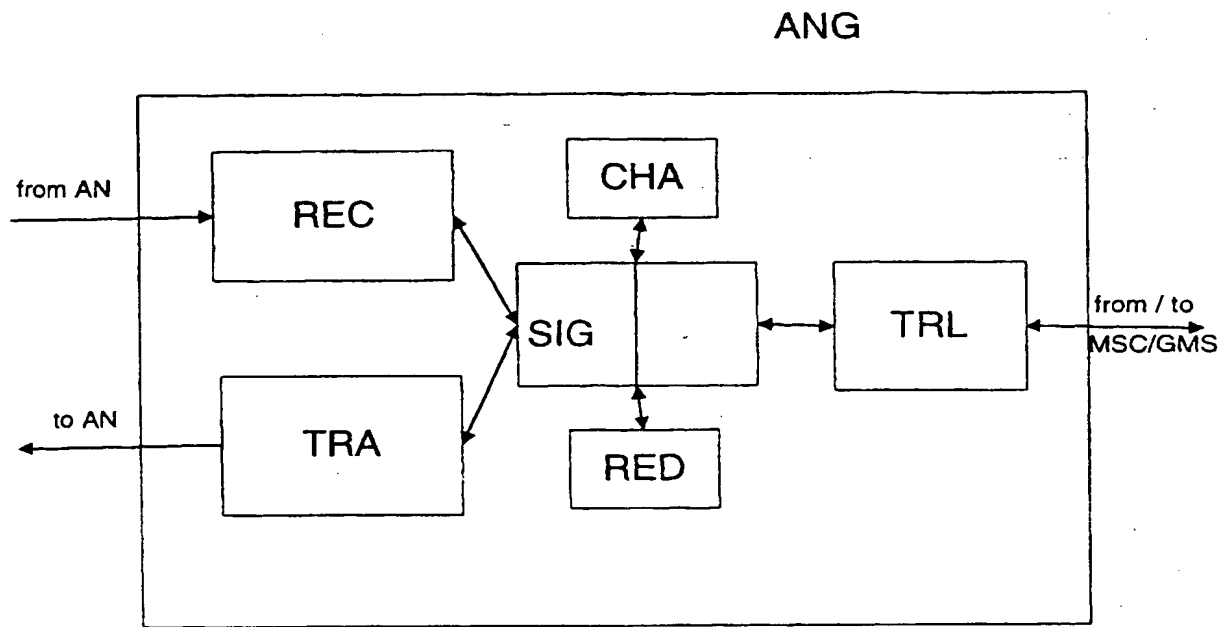 ANG
from AN
REC
CHA
SIG
TRL
from / to
MSC/GMS
to AN
TRA
RED